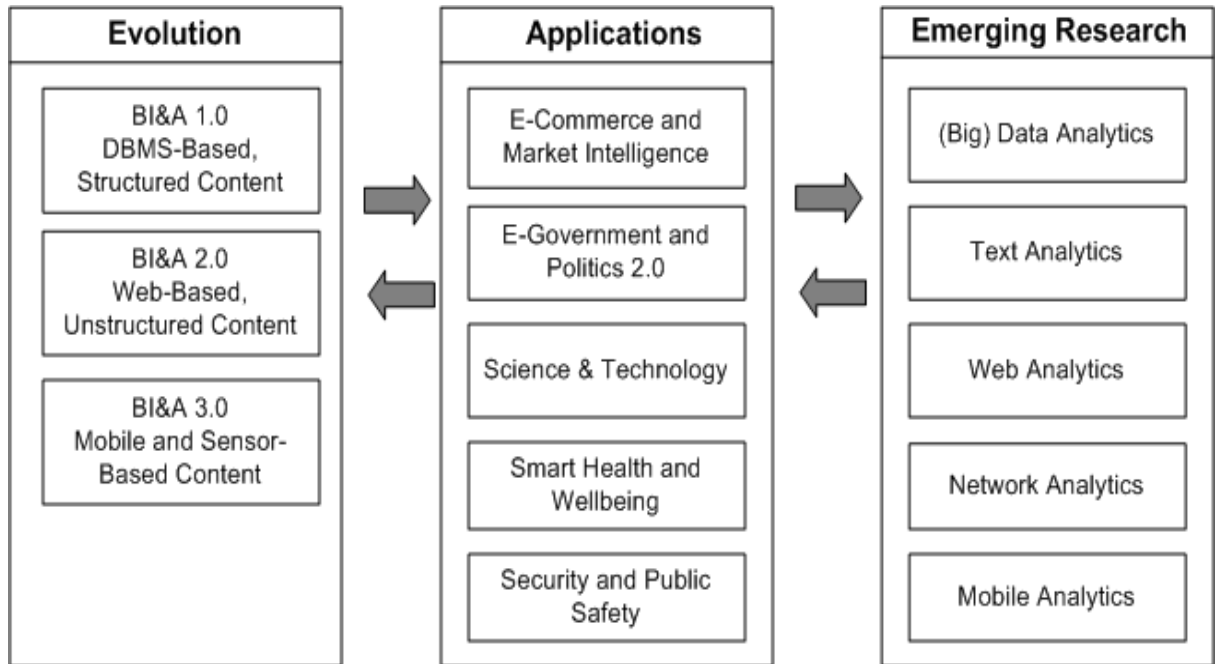 Evolution
BI&A 1.0
DBMS-Based,
Structured Content
BI&A 2.0
Web-Based,
Unstructured Content
BI&A 3.0
Mobile and Sensor-
Based Content
Applications
E-Commerce and
Market Intelligence
E-Government and
Politics 2.0
Science & Technology
Smart Health and
Wellbeing
Security and Public
Safety
Emerging Research
(Big) Data Analytics
Text Analytics
Web Analytics
Network Analytics
Mobile Analytics